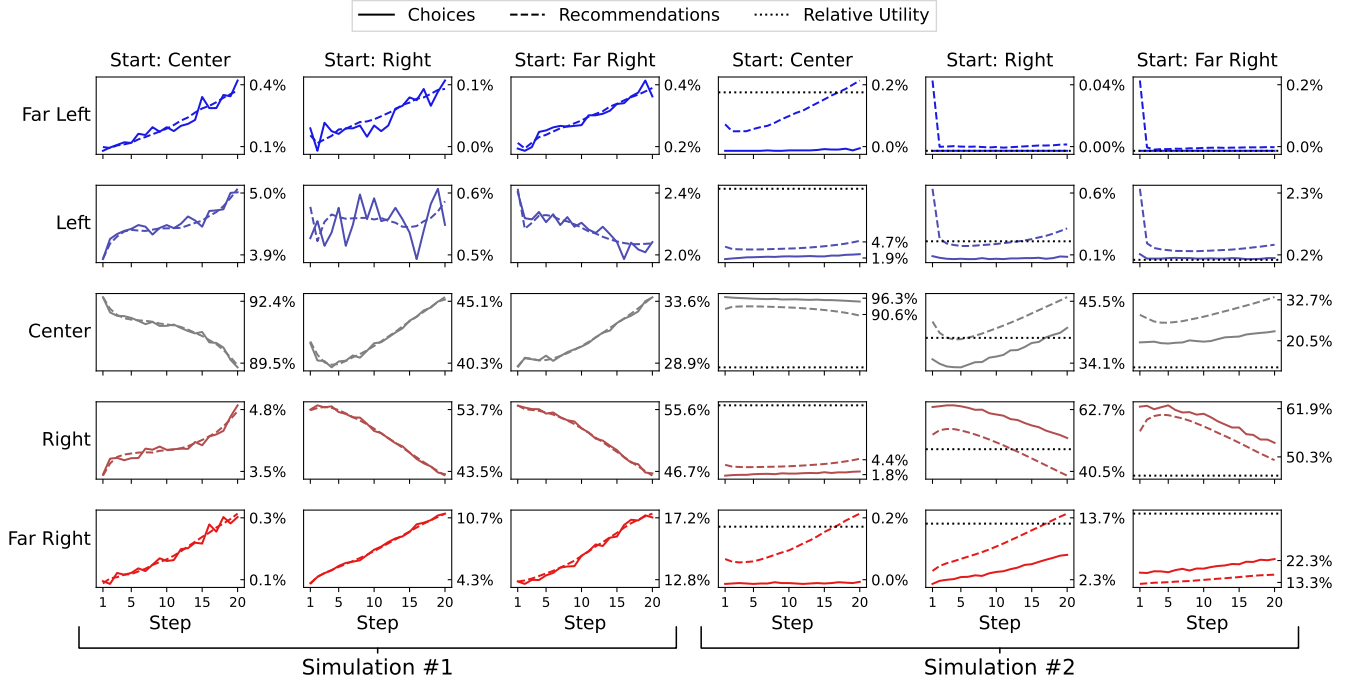 Choices Recommendations Relative Utility
Start: Center Start: Right Start: Far Right Start: Center Start: Right Start: Far Right
Far Left
0.4% 0.1% 0.4% 0.2% 0.04% 0.2%
0.1% 0.0% 0.2% 0.0% 0.00% 0.0%
Left
5.0% 0.6% 2.4% 4.7% 0.6% 2.3%
3.9% 0.5% 2.0% 1.9% 0.1% 0.2%
Center
92.4% 45.1% 33.6% 96.3% 45.5% 32.7%
89.5% 40.3% 28.9% 90.6% 34.1% 20.5%
Right
4.8% 53.7% 55.6% 4.4% 62.7% 61.9%
3.5% 43.5% 46.7% 1.8% 40.5% 50.3%
Far Right
0.3% 10.7% 17.2% 0.2% 13.7% 22.3%
0.1% 4.3% 12.8% 0.0% 2.3% 13.3%
1 5 10 15 20 1 5 10 15 20 1 5 10 15 20 1 5 10 15 20 1 5 10 15 20 1 5 10 15 20
Step Step Step Step Step Step
Simulation #1 Simulation #2